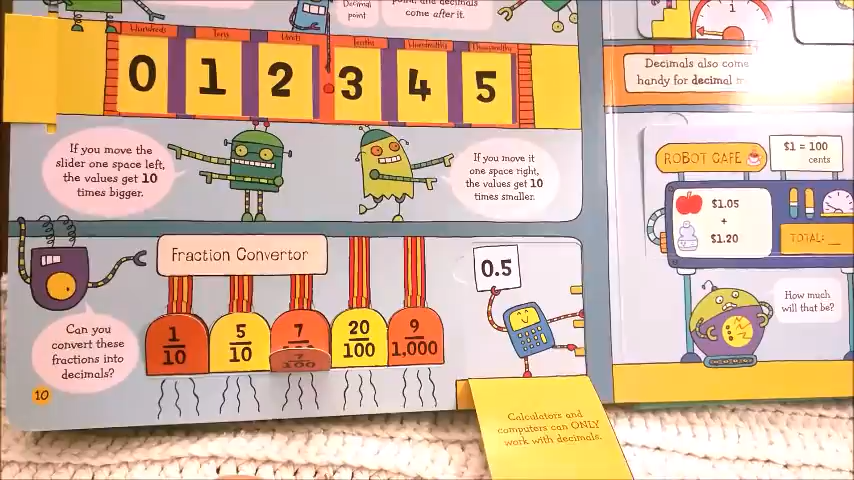 Decimal
point
point, and decimals
come after it.
Hundreds
Tens
Units
Tenths
Hundredths
Thousandths
0 1 2 3 4 5
If you move the
slider one space left,
the values get 10
times bigger.
If you move it
one space right,
the values get 10
times smaller.
Fraction Convertor
Can you
convert these
fractions into
decimals?
1
10
5
10
7
7
100
20
100
9
1,000
0.5
Calculators and
computers can ONLY
work with decimals.
10
1
Decimals also come
handy for decimal
ROBOT CAFE
$1 = 100
cents
$1.05
+
$1.20
TOTAL: __
How much
will that be?